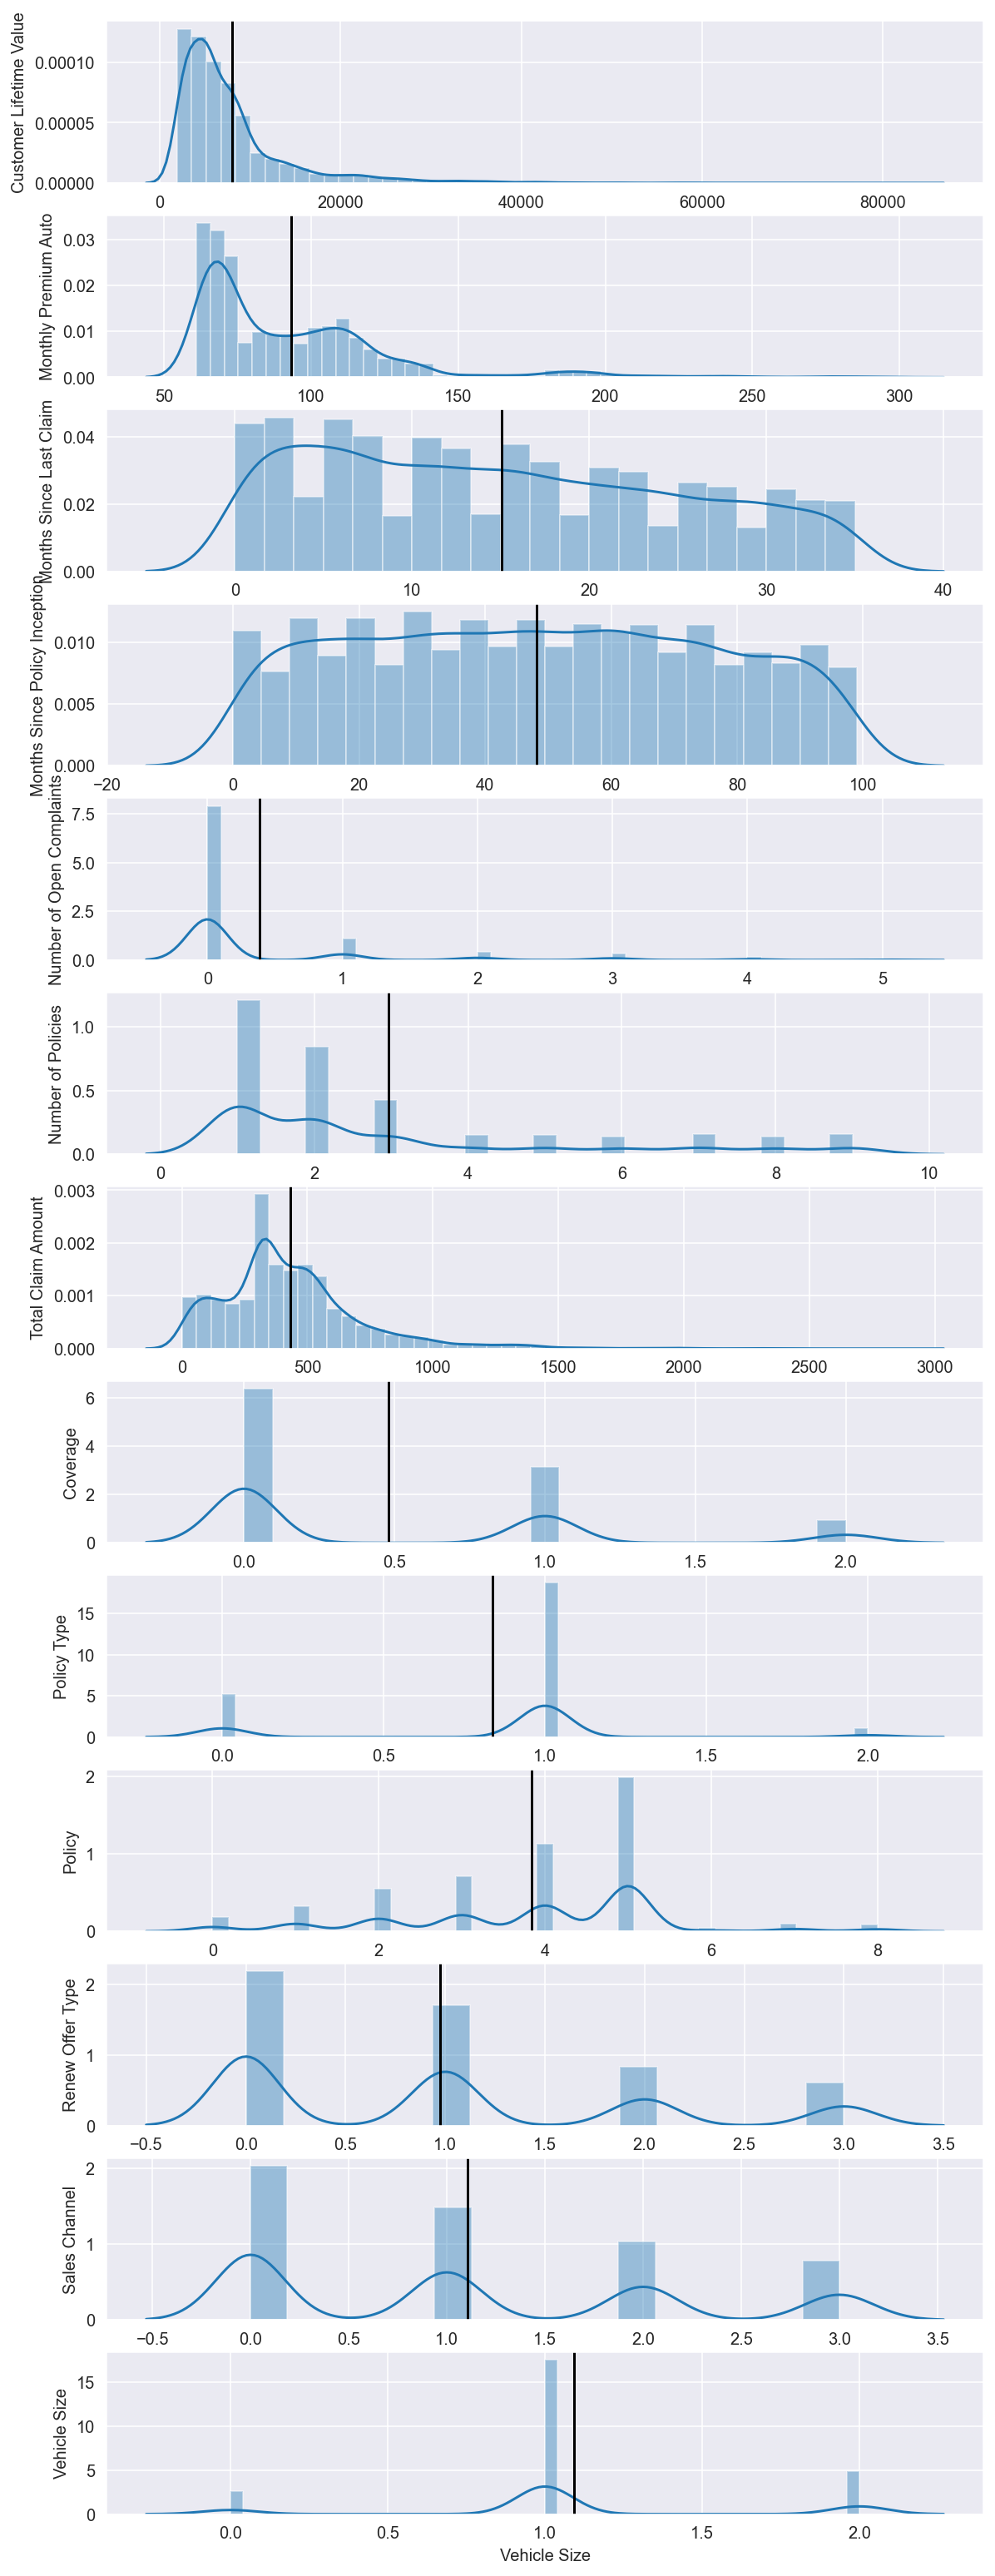 Customer Lifetime Value
0.00010
0.00005
0.00000
0 20000 40000 60000 80000
Monthly Premium Auto
0.03
0.02
0.01
0.00
50 100 150 200 250 300
Months Since Last Claim
0.04
0.02
0.00
0 10 20 30 40
Months Since Policy Inception
0.010
0.005
0.000
−20 0 20 40 60 80 100
Number of Open Complaints
7.5
5.0
2.5
0.0
0 1 2 3 4 5
Number of Policies
1.0
0.5
0.0
0 2 4 6 8 10
Total Claim Amount
0.003
0.002
0.001
0.000
0 500 1000 1500 2000 2500 3000
Coverage
6
4
2
0
0.0 0.5 1.0 1.5 2.0
Policy Type
15
10
5
0
0.0 0.5 1.0 1.5 2.0
Policy
2
1
0
0 2 4 6 8
Renew Offer Type
2
1
0
−0.5 0.0 0.5 1.0 1.5 2.0 2.5 3.0 3.5
Sales Channel
2
1
0
−0.5 0.0 0.5 1.0 1.5 2.0 2.5 3.0 3.5
Vehicle Size
15
10
5
0
0.0 0.5 1.0 1.5 2.0
Vehicle Size